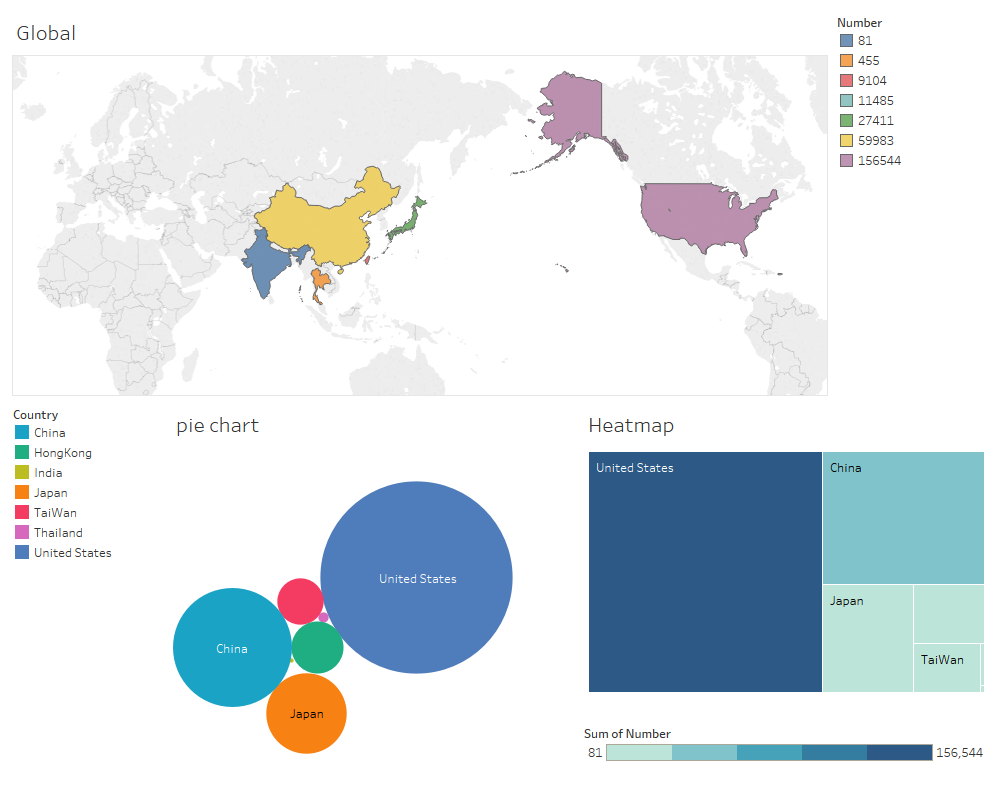 Global
Number
81
455
9104
11485
27411
59983
156544
Country
China
HongKong
India
Japan
TaiWan
Thailand
United States
pie chart
United States
China
Japan
Heatmap
United States
China
Japan
TaiWan
Sum of Number
81
156,544